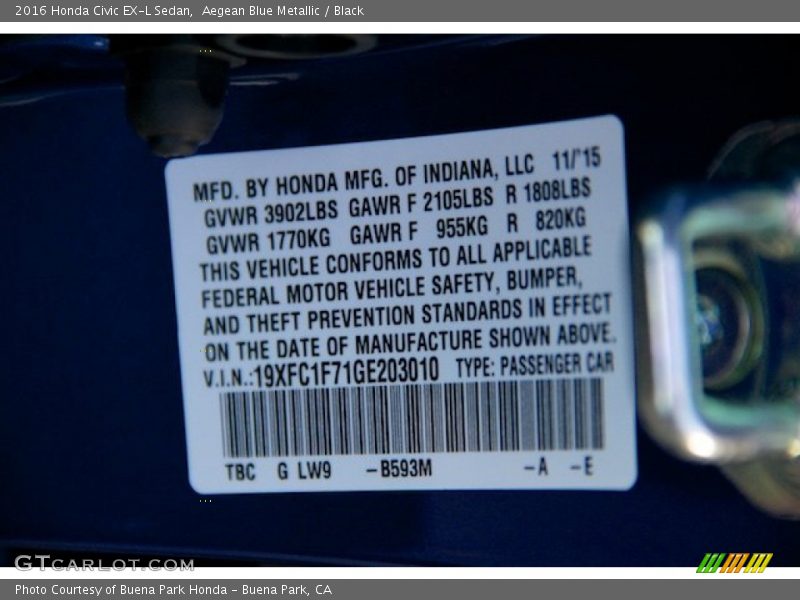 2016 Honda Civic EX-L Sedan,  Aegean Blue Metallic / Black
MFD. BY HONDA MFG. OF INDIANA, LLC 11/'15
GVWR 3902LBS GAWR F 2105LBS R 1808LBS
GVWR 1770KG GAWR F 955KG R 820KG
THIS VEHICLE CONFORMS TO ALL APPLICABLE
FEDERAL MOTOR VEHICLE SAFETY, BUMPER,
AND THEFT PREVENTION STANDARDS IN EFFECT
ON THE DATE OF MANUFACTURE SHOWN ABOVE.
V.I.N.:19XFC1F71GE203010 TYPE: PASSENGER CAR
TBC G LW9 -B593M -A -E
GTCARLOT.COM
Photo Courtesy of Buena Park Honda - Buena Park, CA